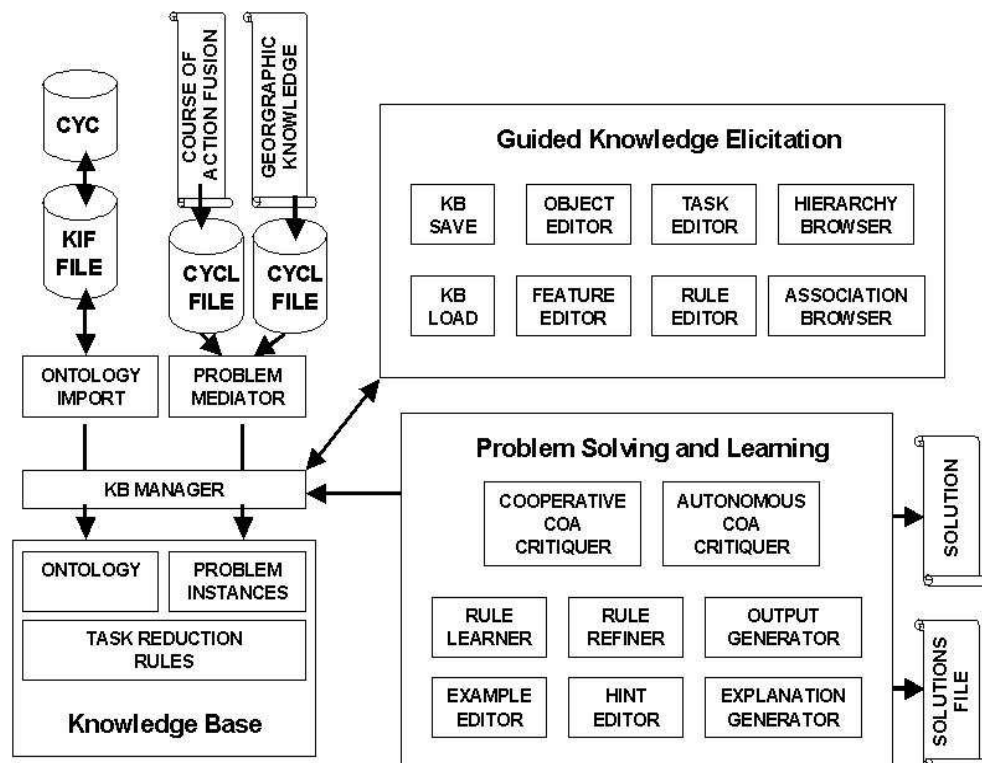 CYC
KIF
FILE
COURSE OF
ACTION FUSION
GEORGRAPHIC
KNOWLEDGE
CYCL
FILE
CYCL
FILE
ONTOLOGY
IMPORT
PROBLEM
MEDIATOR
KB MANAGER
ONTOLOGY
PROBLEM
INSTANCES
TASK REDUCTION
RULES
Knowledge Base
Guided Knowledge Elicitation
KB
SAVE
OBJECT
EDITOR
TASK
EDITOR
HIERARCHY
BROWSER
KB
LOAD
FEATURE
EDITOR
RULE
EDITOR
ASSOCIATION
BROWSER
Problem Solving and Learning
COOPERATIVE
COA
CRITIQUER
AUTONOMOUS
COA
CRITIQUER
RULE
LEARNER
RULE
REFINER
OUTPUT
GENERATOR
EXAMPLE
EDITOR
HINT
EDITOR
EXPLANATION
GENERATOR
SOLUTION
SOLUTIONS
FILE